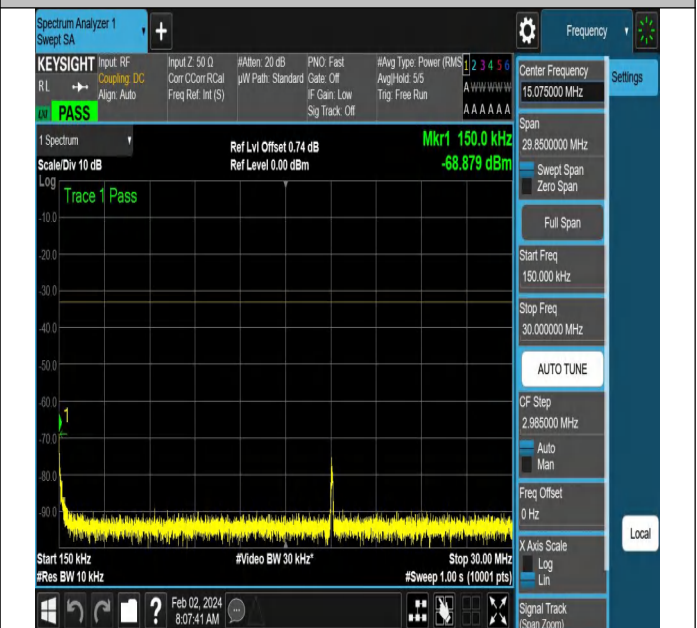 Spectrum Analyzer 1
Swept SA
+
Frequency
KEYSIGHT
RL
PASS
Input: RF
Coupling: DC
Align: Auto
Input Z: 50 Ω
Corr CCorr RCal
Freq Ref: Int (S)
#Atten: 20 dB
µW Path: Standard
PNO: Fast
Gate: Off
IF Gain: Low
Sig Track: Off
#Avg Type: Power (RMS
Avg|Hold: 5/5
Trig: Free Run
1 2 3 4 5 6
A W W W W W
A A A A A A
1 Spectrum
Scale/Div 10 dB
Ref Lvl Offset 0.74 dB
Ref Level 0.00 dBm
Mkr1 150.0 kHz
-68.879 dBm
Log
Trace 1 Pass
-10.0
-20.0
-30.0
-40.0
-50.0
-60.0
1
-70.0
-80.0
-90.0
Start 150 kHz
#Res BW 10 kHz
#Video BW 30 kHz*
Stop 30.00 MHz
#Sweep 1.00 s (10001 pts)
Center Frequency
15.075000 MHz
Settings
Span
29.8500000 MHz
Swept Span
Zero Span
Full Span
Start Freq
150.000 kHz
Stop Freq
30.000000 MHz
AUTO TUNE
CF Step
2.985000 MHz
Auto
Man
Freq Offset
0 Hz
X Axis Scale
Log
Lin
Local
Signal Track
(Span Zoom)
?
Feb 02, 2024
8:07:41 AM